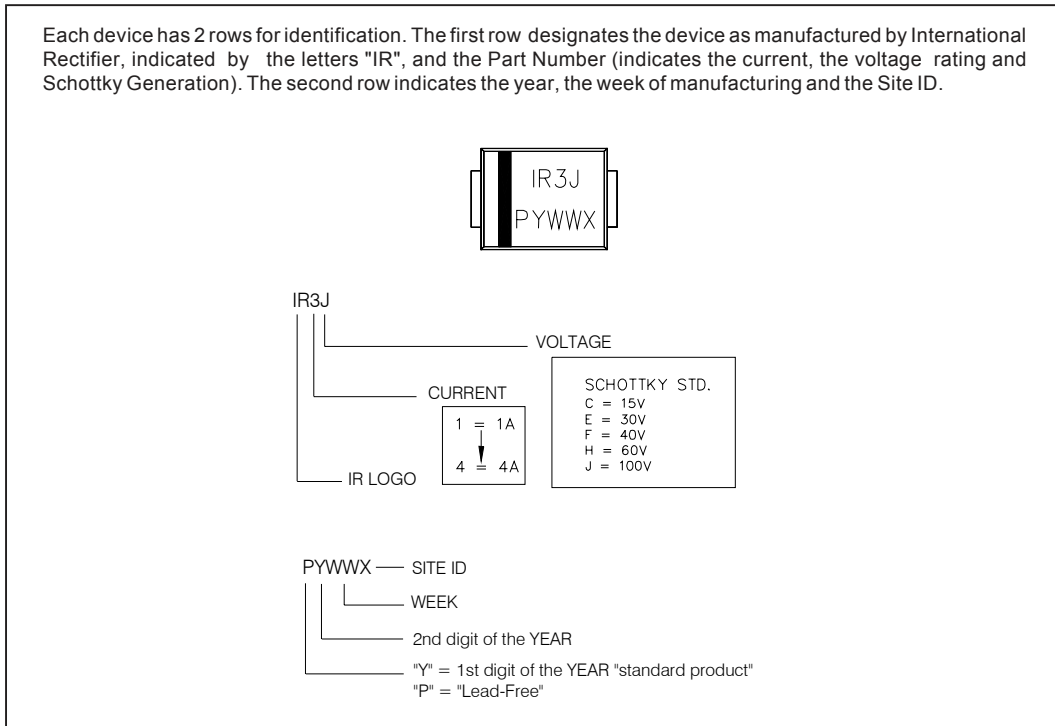 Each device has 2 rows for identification. The first row designates the device as manufactured by International
Rectifier, indicated by the letters "IR", and the Part Number (indicates the current, the voltage rating and
Schottky Generation). The second row indicates the year, the week of manufacturing and the Site ID.
IR3J
PYWWX
IR3J
VOLTAGE
SCHOTTKY STD.
C = 15V
E = 30V
F = 40V
H = 60V
J = 100V
CURRENT
1 = 1A
4 = 4A
IR LOGO
PYWWX
SITE ID
WEEK
2nd digit of the YEAR
"Y" = 1st digit of the YEAR "standard product"
"P" = "Lead-Free"